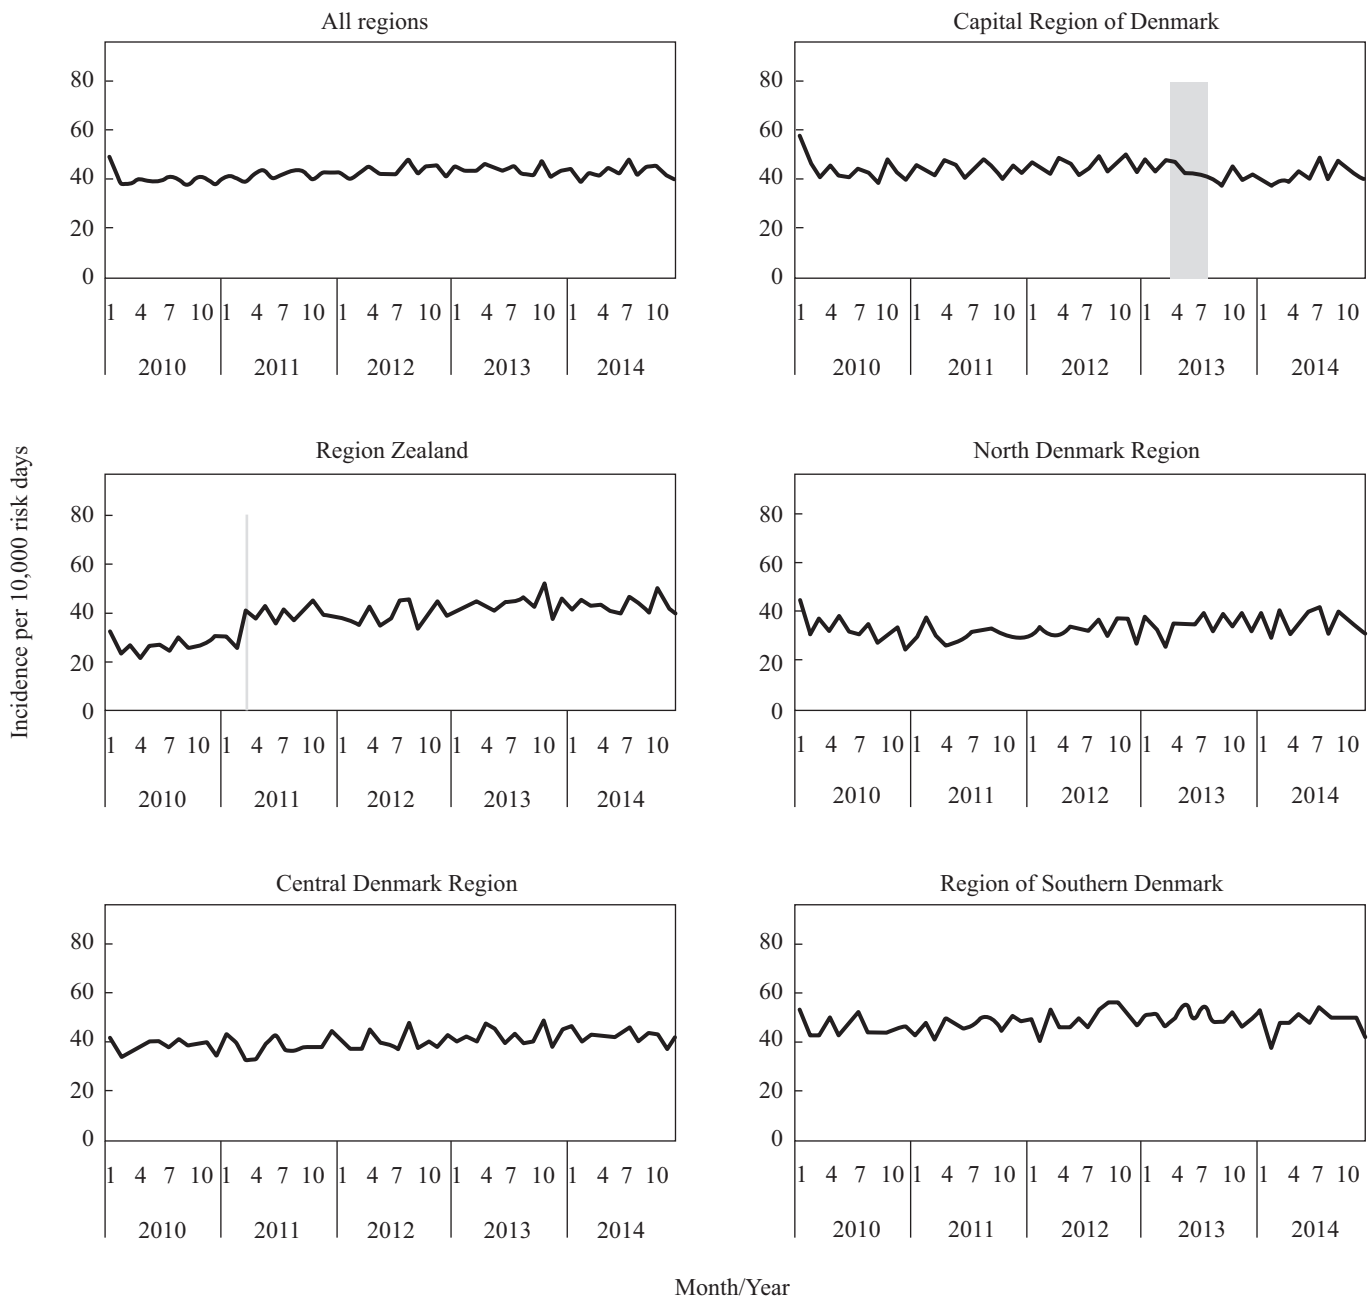 All regions
80
60
40
20
0
1 4 7 10 1 4 7 10 1 4 7 10 1 4 7 10 1 4 7 10
2010 2011 2012 2013 2014
Capital Region of Denmark
80
60
40
20
0
1 4 7 10 1 4 7 10 1 4 7 10 1 4 7 10 1 4 7 10
2010 2011 2012 2013 2014
Incidence per 10,000 risk days
Region Zealand
80
60
40
20
0
1 4 7 10 1 4 7 10 1 4 7 10 1 4 7 10 1 4 7 10
2010 2011 2012 2013 2014
North Denmark Region
80
60
40
20
0
1 4 7 10 1 4 7 10 1 4 7 10 1 4 7 10 1 4 7 10
2010 2011 2012 2013 2014
Central Denmark Region
80
60
40
20
0
1 4 7 10 1 4 7 10 1 4 7 10 1 4 7 10 1 4 7 10
2010 2011 2012 2013 2014
Region of Southern Denmark
80
60
40
20
0
1 4 7 10 1 4 7 10 1 4 7 10 1 4 7 10 1 4 7 10
2010 2011 2012 2013 2014
Month/Year